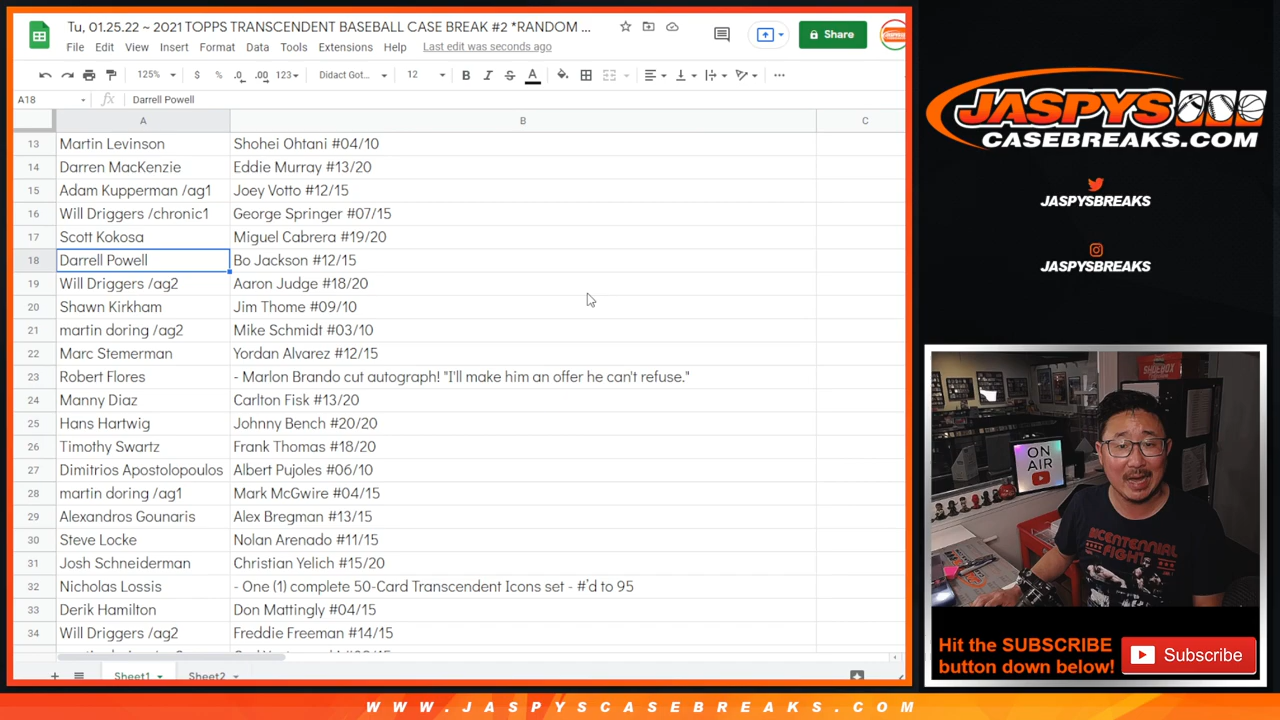 Tu, 01.25.22 ~ 2021 TOPPS TRANSCENDENT BASEBALL CASE BREAK #2 *RANDOM ...
File Edit View Insert Format Data Tools Extensions Help Last edit was seconds ago
Share
125% $ % .0 .00 123 Didact Got... 12 B I S A
A18 fx Darrell Powell
A B C
13 Martin Levinson Shohei Ohtani #04/10
14 Darren MacKenzie Eddie Murray #13/20
15 Adam Kupperman /ag1 Joey Votto #12/15
16 Will Driggers /chronic1 George Springer #07/15
17 Scott Kokosa Miguel Cabrera #19/20
18 Darrell Powell Bo Jackson #12/15
19 Will Driggers /ag2 Aaron Judge #18/20
20 Shawn Kirkham Jim Thome #09/10
21 martin doring /ag2 Mike Schmidt #03/10
22 Marc Stemerman Yordan Alvarez #12/15
23 Robert Flores - Marlon Brando cut autograph! "I'll make him an offer he can't refuse."
24 Manny Diaz Carlton Fisk #13/20
25 Hans Hartwig Johnny Bench #20/20
26 Timothy Swartz Frank Thomas #18/20
27 Dimitrios Apostolopoulos Albert Pujoles #06/10
28 martin doring /ag1 Mark McGwire #04/15
29 Alexandros Gounaris Alex Bregman #13/15
30 Steve Locke Nolan Arenado #11/15
31 Josh Schneiderman Christian Yelich #15/20
32 Nicholas Lossis - One (1) complete 50-Card Transcendent Icons set - #'d to 95
33 Derik Hamilton Don Mattingly #04/15
34 Will Driggers /ag2 Freddie Freeman #14/15
Sheet1 Sheet2
JASPYS
CASEBREAKS.COM
JASPYSBREAKS
JASPYSBREAKS
ON
AIR
BICENTENNIAL
FIGHT
Hit the SUBSCRIBE
button down below!
Subscribe
WWW.JASPYSCASEBREAKS.COM